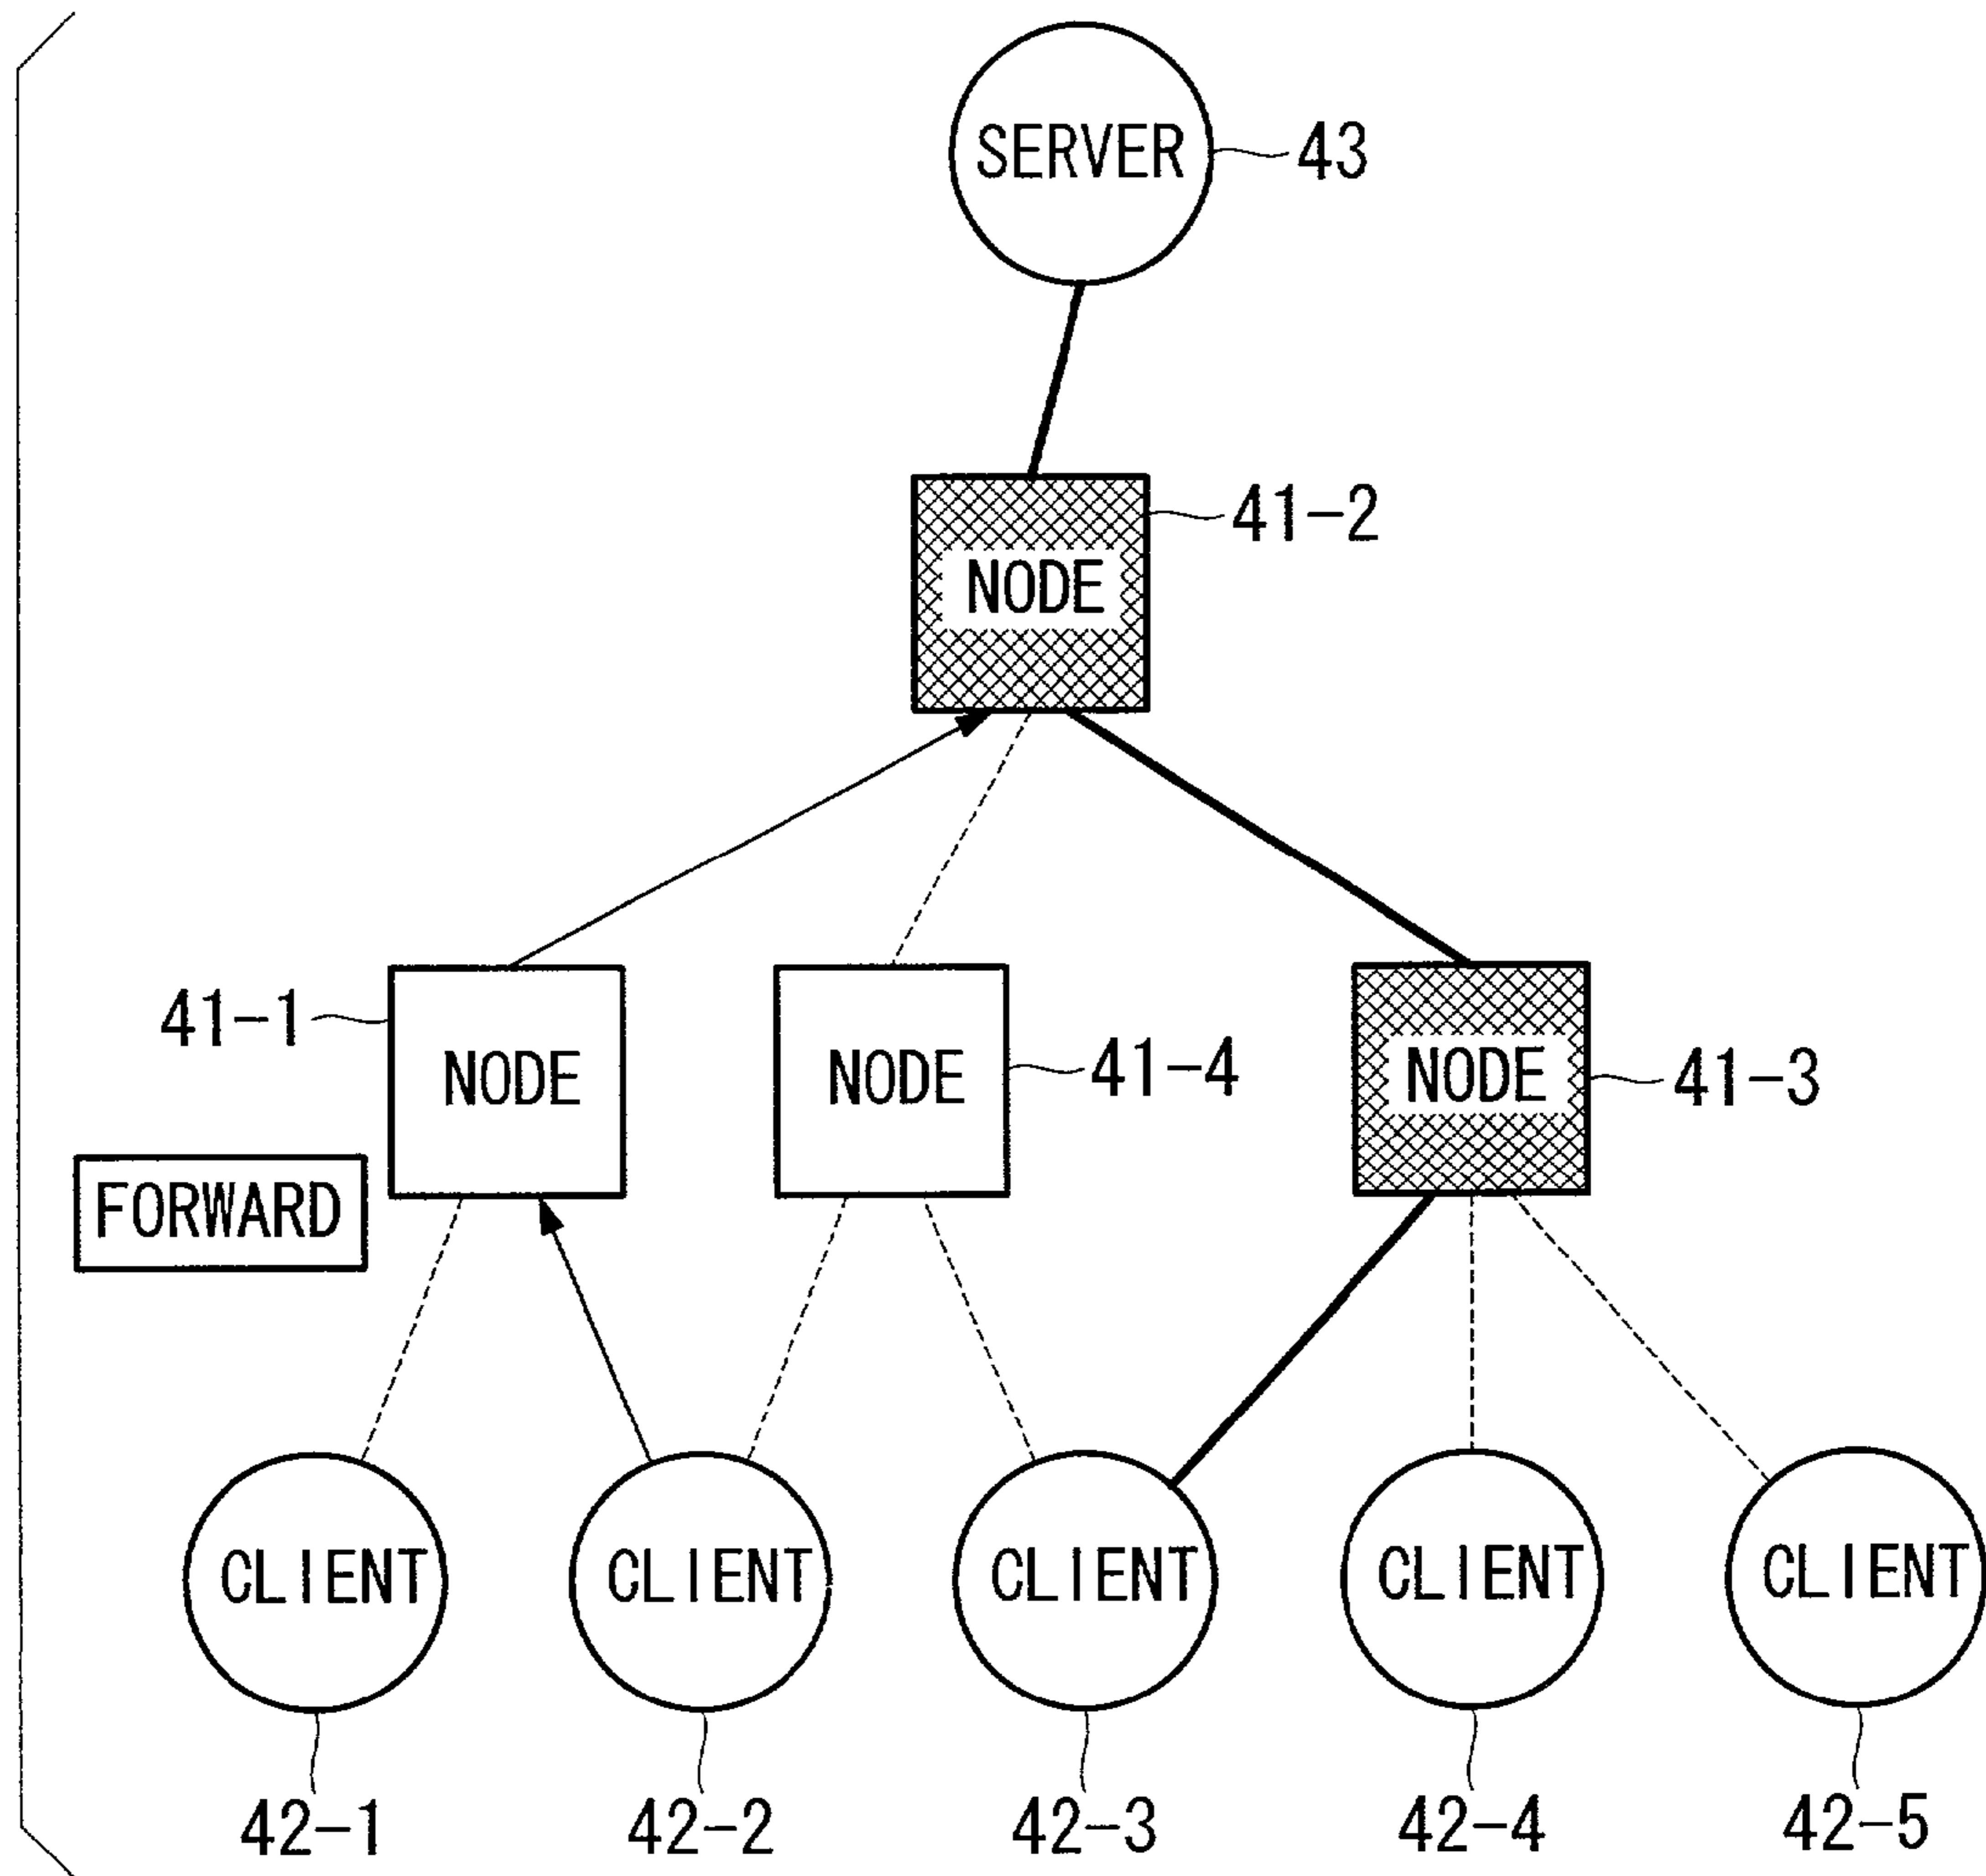 SERVER
43
41-2
NODE
41-1
NODE
NODE
41-4
NODE
41-3
FORWARD
CLIENT
CLIENT
CLIENT
CLIENT
CLIENT
42-1
42-2
42-3
42-4
42-5